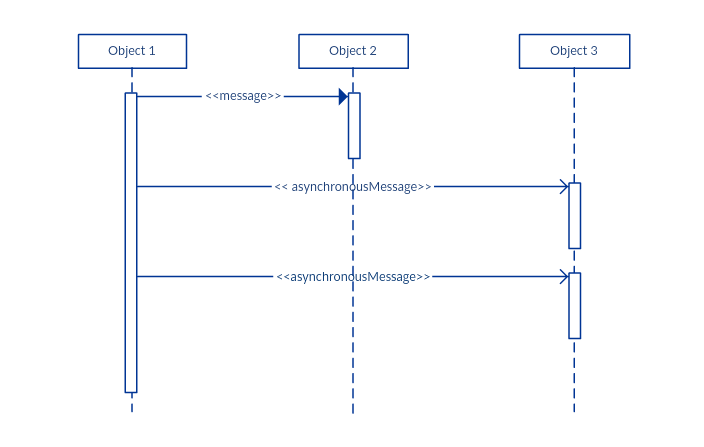 Object 1
Object 2
Object 3
<<message>>
<< asynchronousMessage>>
<<asynchronousMessage>>